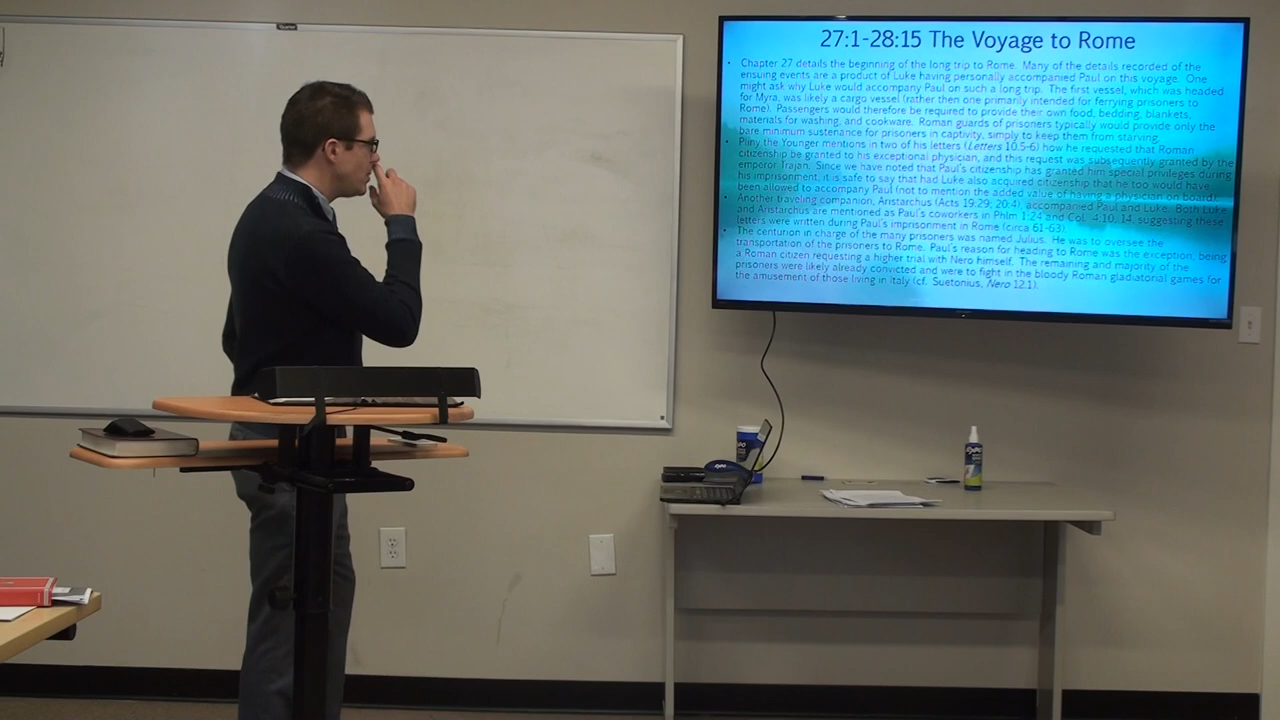 27:1-28:15 The Voyage to Rome
• Chapter 27 details the beginning of the long trip to Rome. Many of the details recorded of the
ensuing events are a product of Luke having personally accompanied Paul on this voyage. One
might ask why Luke would accompany Paul on such a long trip. The first vessel, which was headed
for Myra, was likely a cargo vessel (rather then one primarily intended for ferrying prisoners to
Rome). Passengers would therefore be required to provide their own food, bedding, blankets,
materials for washing, and cookware. Roman guards of prisoners typically would provide only the
bare minimum sustenance for prisoners in captivity, simply to keep them from starving.
• Pliny the Younger mentions in two of his letters (Letters 10.5-6) how he requested that Roman
citizenship be granted to his exceptional physician, and this request was subsequently granted by the
emperor Trajan. Since we have noted that Paul's citizenship has granted him special privileges during
his imprisonment, it is safe to say that had Luke also acquired citizenship that he too would have
been allowed to accompany Paul (not to mention the added value of having a physician on board).
• Another traveling companion, Aristarchus (Acts 19:29; 20:4), accompanied Paul and Luke. Both Luke
and Aristarchus are mentioned as Paul's coworkers in Phlm 1:24 and Col. 4:10, 14, suggesting these
letters were written during Paul's imprisonment in Rome (circa 61-63).
• The centurion in charge of the many prisoners was named Julius. He was to oversee the
transportation of the prisoners to Rome. Paul's reason for heading to Rome was the exception, being
a Roman citizen requesting a higher trial with Nero himself. The remaining and majority of the
prisoners were likely already convicted and were to fight in the bloody Roman gladiatorial games for
the amusement of those living in Italy (cf. Suetonius, Nero 12.1).
EXPO
EXPO